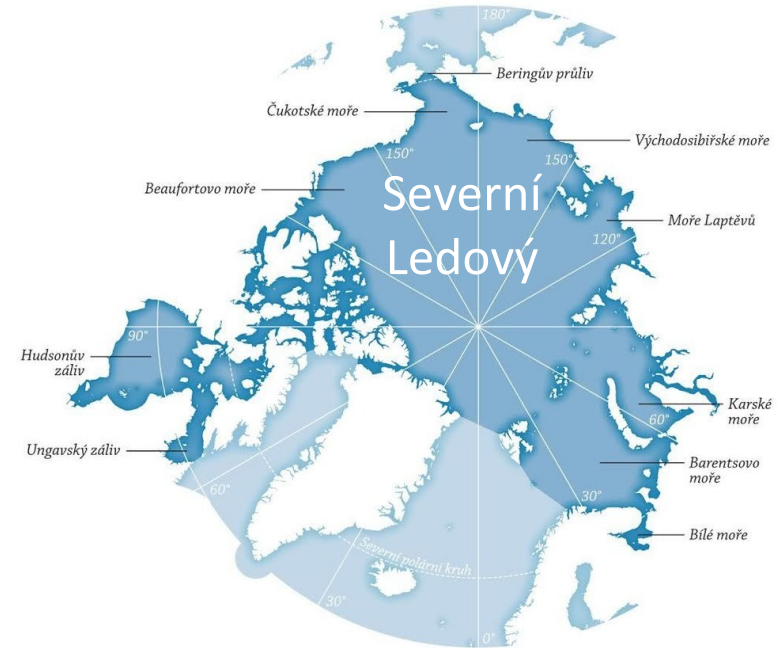 180°
Beringův průliv
Čukotské moře
Východosibiřské moře
150°
150°
Beaufortovo moře
Severní
Ledový
Moře Laptěvů
120°
90°
Hudsonův
záliv
Karské
moře
60°
Ungavský záliv
Barentsovo
moře
60°
30°
Bílé moře
Severní polární kruh
30°
0°